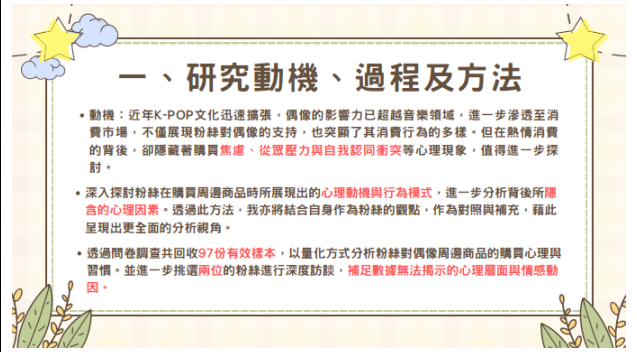 一、研究動機、過程及方法
• 動機：近年K-POP文化迅速擴張，偶像的影響力已超越音樂領域，進一步滲透至消
費市場，不僅展現粉絲對偶像的支持，也突顯了其消費行為的多樣。但在熱情消費
的背後，卻隱藏著購買焦慮、從眾壓力與自我認同衝突等心理現象，值得進一步探
討。
• 深入探討粉絲在購買周邊商品時所展現出的心理動機與行為模式，進一步分析背後所隱
含的心理因素。透過此方法，我亦將結合自身作為粉絲的觀點，作為對照與補充，藉此
呈現出更全面的分析視角。
• 透過問卷調查共回收97份有效樣本，以量化方式分析粉絲對偶像周邊商品的購買心理與
習慣。並進一步挑選兩位的粉絲進行深度訪談，補足數據無法揭示的心理層面與情感動
因。